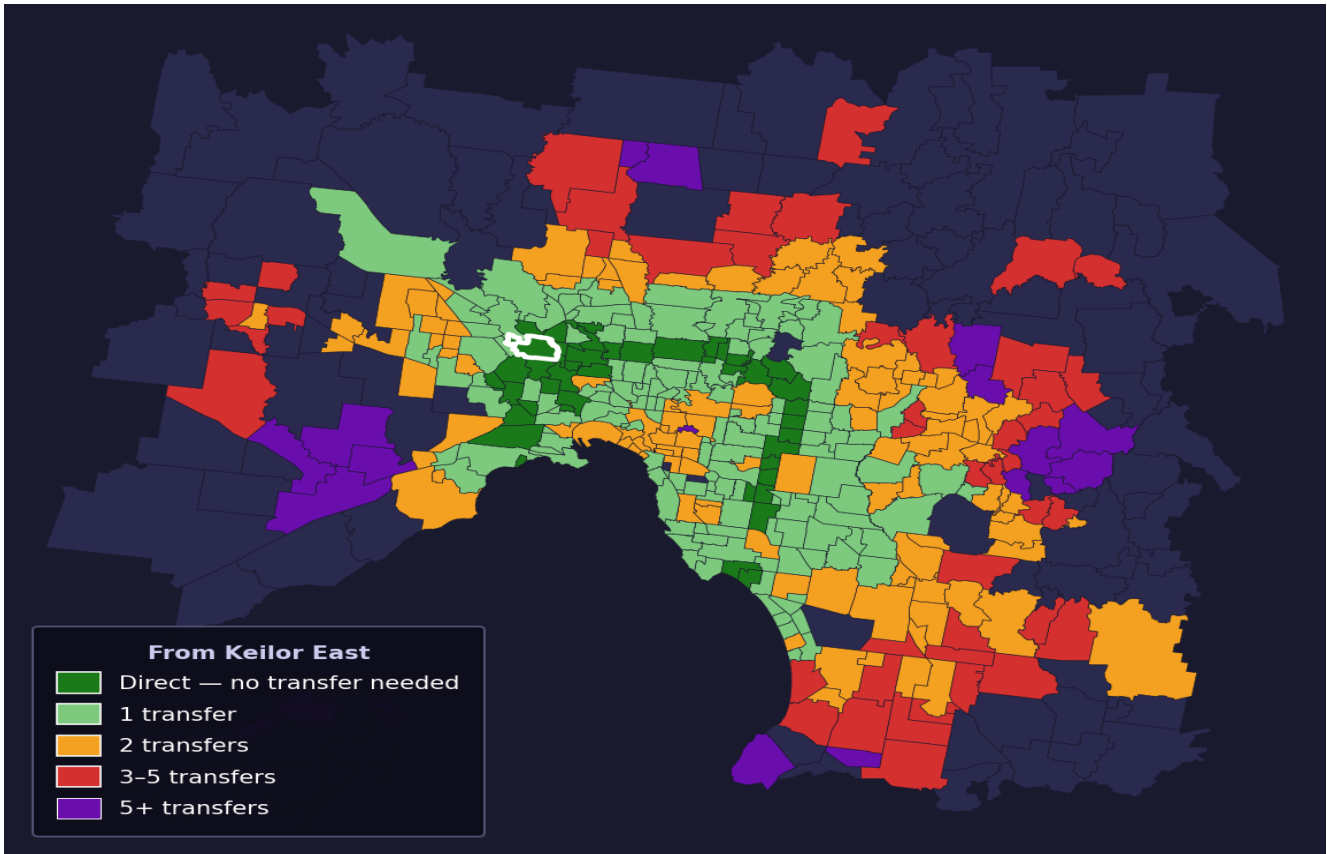 From Keilor East
Direct — no transfer needed
1 transfer
2 transfers
3–5 transfers
5+ transfers